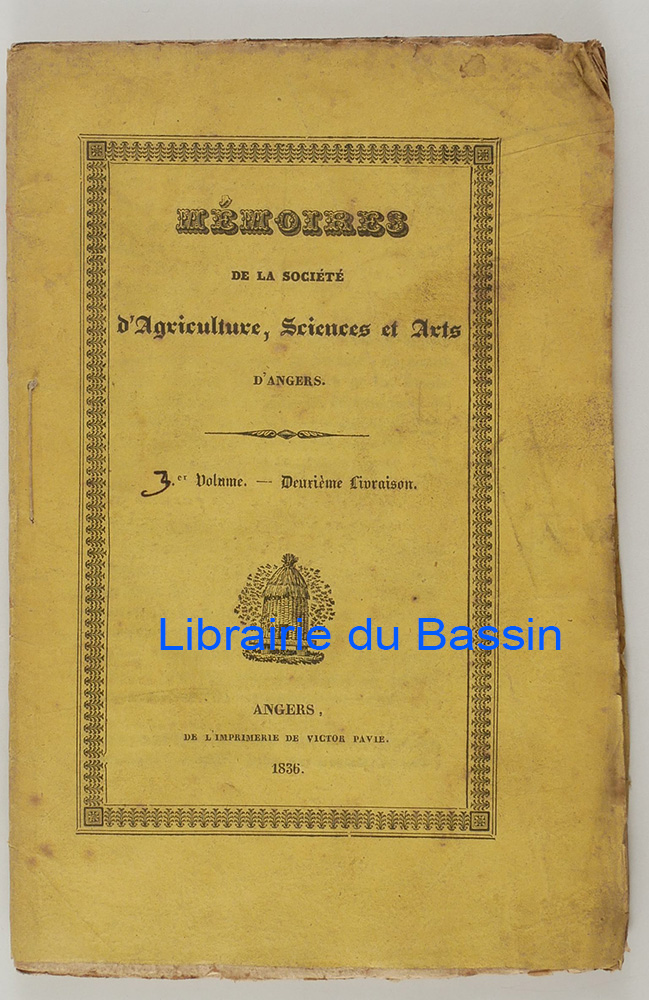 MÉMOIRES
DE LA SOCIÉTÉ
d'Agriculture, Sciences et Arts
D'ANGERS.
3.er Volume. — Deuxième Livraison.
Librairie du Bassin
ANGERS,
DE L'IMPRIMERIE DE VICTOR PAVIE.
1836.